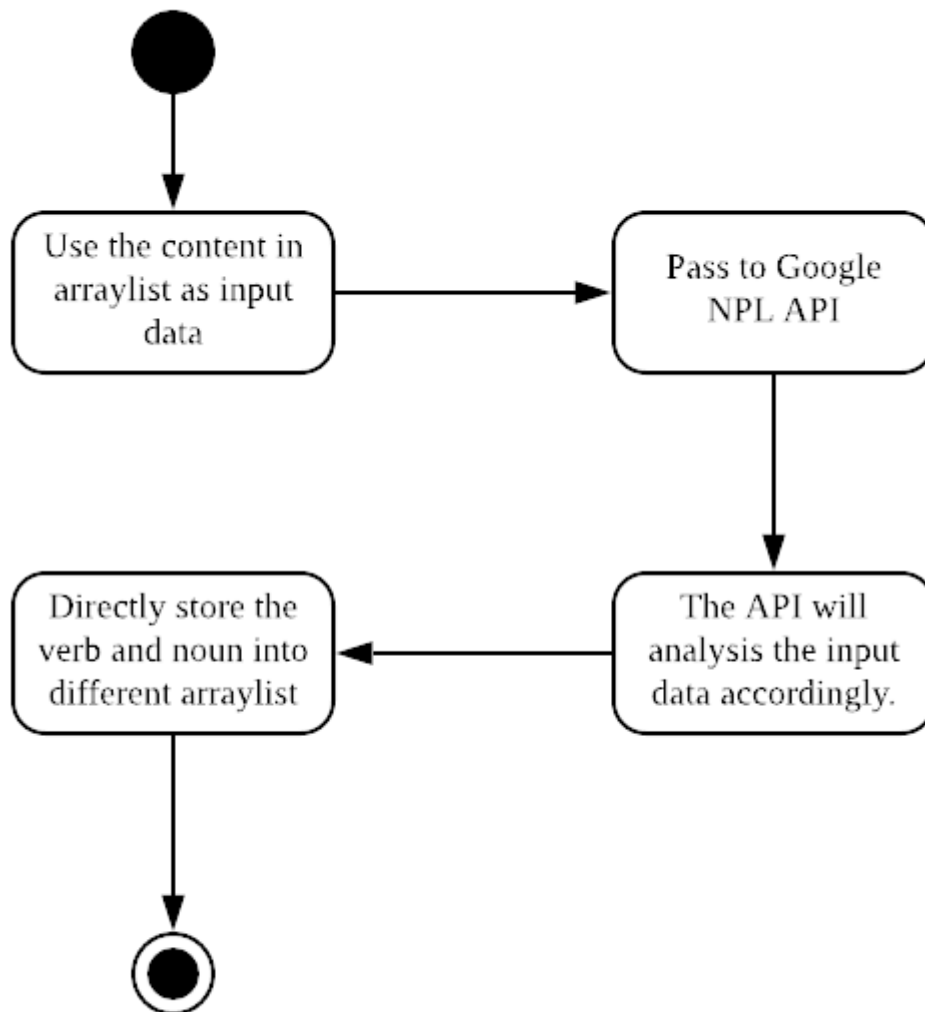 Use the content in
arraylist as input
data
Pass to Google
NPL API
The API will
analysis the input
data accordingly.
Directly store the
verb and noun into
different arraylist